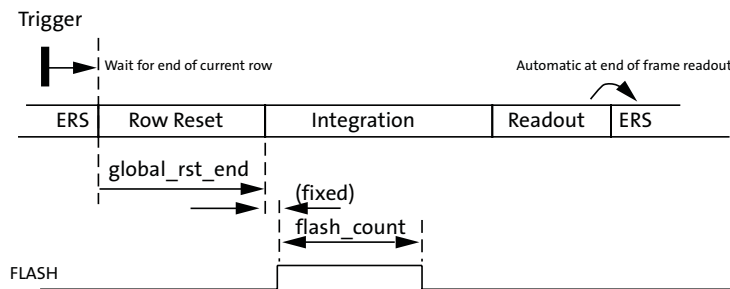 Trigger
Wait for end of current row
Automatic at end of frame readout
ERS Row Reset Integration Readout ERS
global_rst_end
(fixed)
flash_count
FLASH